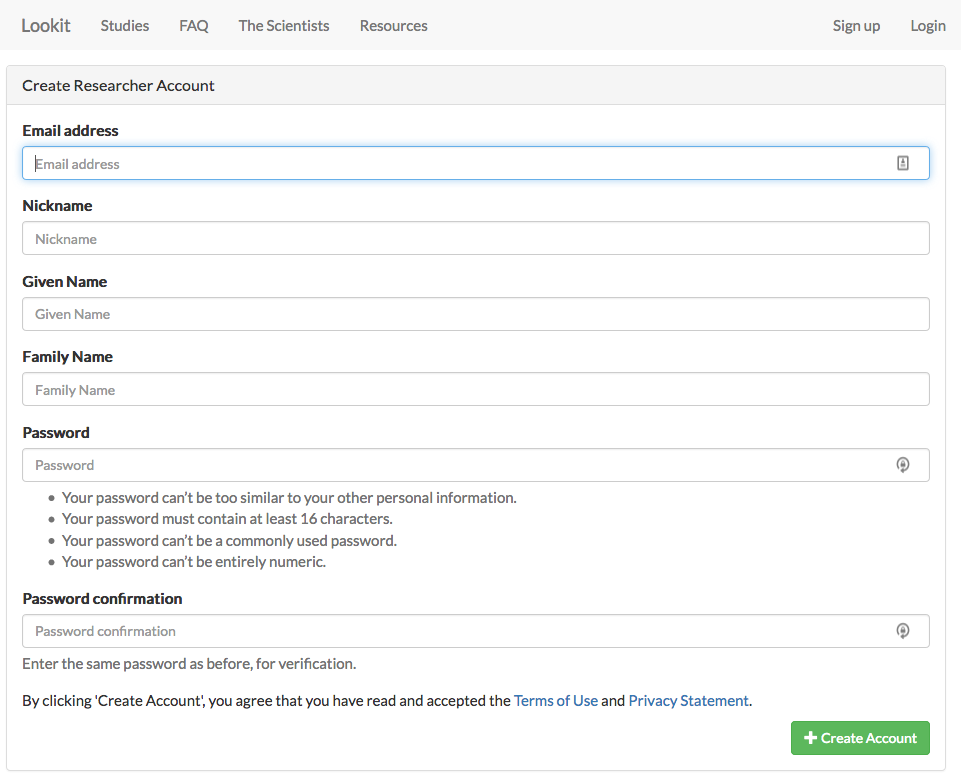 Lookit Studies FAQ The Scientists Resources Sign up Login
Create Researcher Account
Email address
Email address
Nickname
Nickname
Given Name
Given Name
Family Name
Family Name
Password
Password
• Your password can’t be too similar to your other personal information.
• Your password must contain at least 16 characters.
• Your password can’t be a commonly used password.
• Your password can’t be entirely numeric.
Password confirmation
Password confirmation
Enter the same password as before, for verification.
By clicking 'Create Account', you agree that you have read and accepted the Terms of Use and Privacy Statement.
Create Account